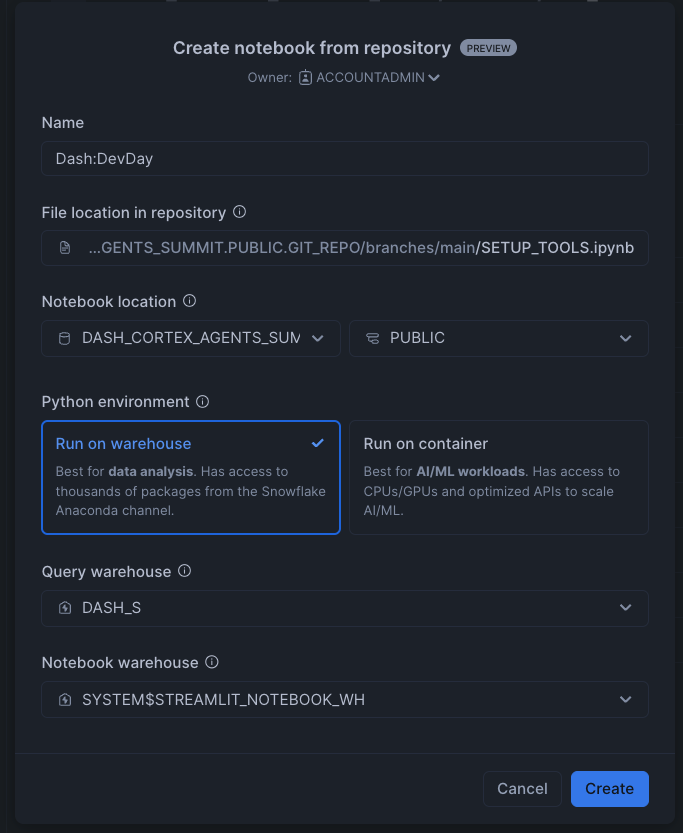 Create notebook from repository PREVIEW
Owner: ACCOUNTADMIN
Name
Dash:DevDay
File location in repository
...GENTS_SUMMIT.PUBLIC.GIT_REPO/branches/main/SETUP_TOOLS.ipynb
Notebook location
DASH_CORTEX_AGENTS_SUM PUBLIC
Python environment
Run on warehouse
Best for data analysis. Has access to
thousands of packages from the Snowflake
Anaconda channel.
Run on container
Best for AI/ML workloads. Has access to
CPUs/GPUs and optimized APIs to scale
AI/ML.
Query warehouse
DASH_S
Notebook warehouse
SYSTEM$STREAMLIT_NOTEBOOK_WH
Cancel Create